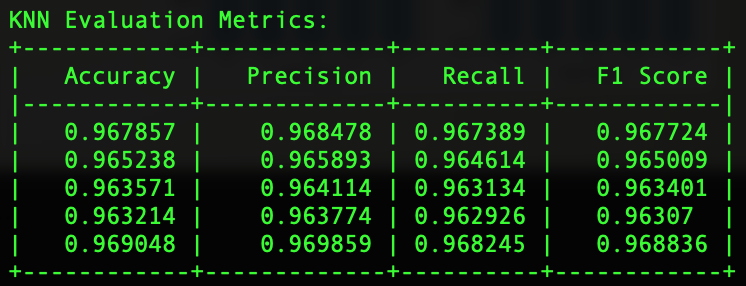 KNN Evaluation Metrics:
+------------+-------------+----------+------------+
|   Accuracy |   Precision |   Recall |   F1 Score |
|------------+-------------+----------+------------|
|   0.967857 |    0.968478 | 0.967389 |   0.967724 |
|   0.965238 |    0.965893 | 0.964614 |   0.965009 |
|   0.963571 |    0.964114 | 0.963134 |   0.963401 |
|   0.963214 |    0.963774 | 0.962926 |   0.96307  |
|   0.969048 |    0.969859 | 0.968245 |   0.968836 |
+------------+-------------+----------+------------+